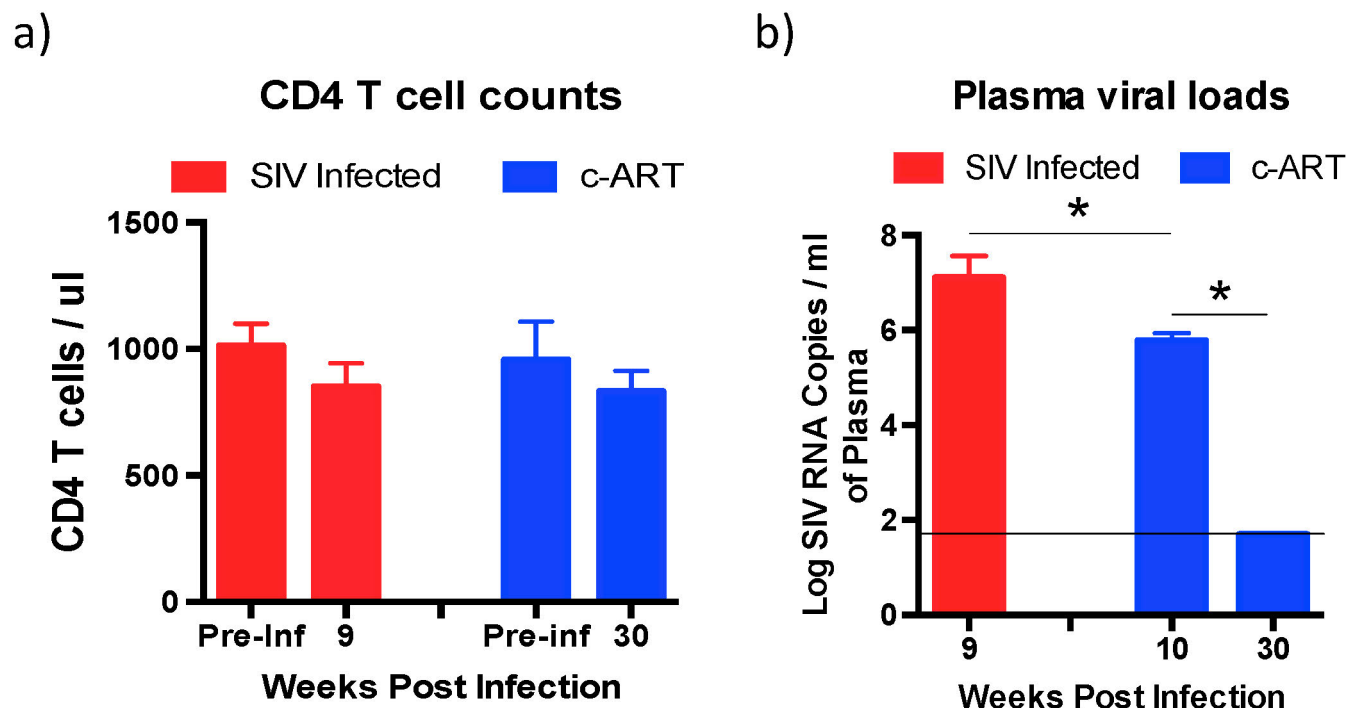 a)
CD4 T cell counts
SIV Infected
c-ART
1500
1000
500
0
CD4 T cells / ul
Pre-Inf 9 Pre-inf 30
Weeks Post Infection
b)
Plasma viral loads
SIV Infected
c-ART
*
*
8
6
4
2
0
Log SIV RNA Copies / ml
of Plasma
9 10 30
Weeks Post Infection